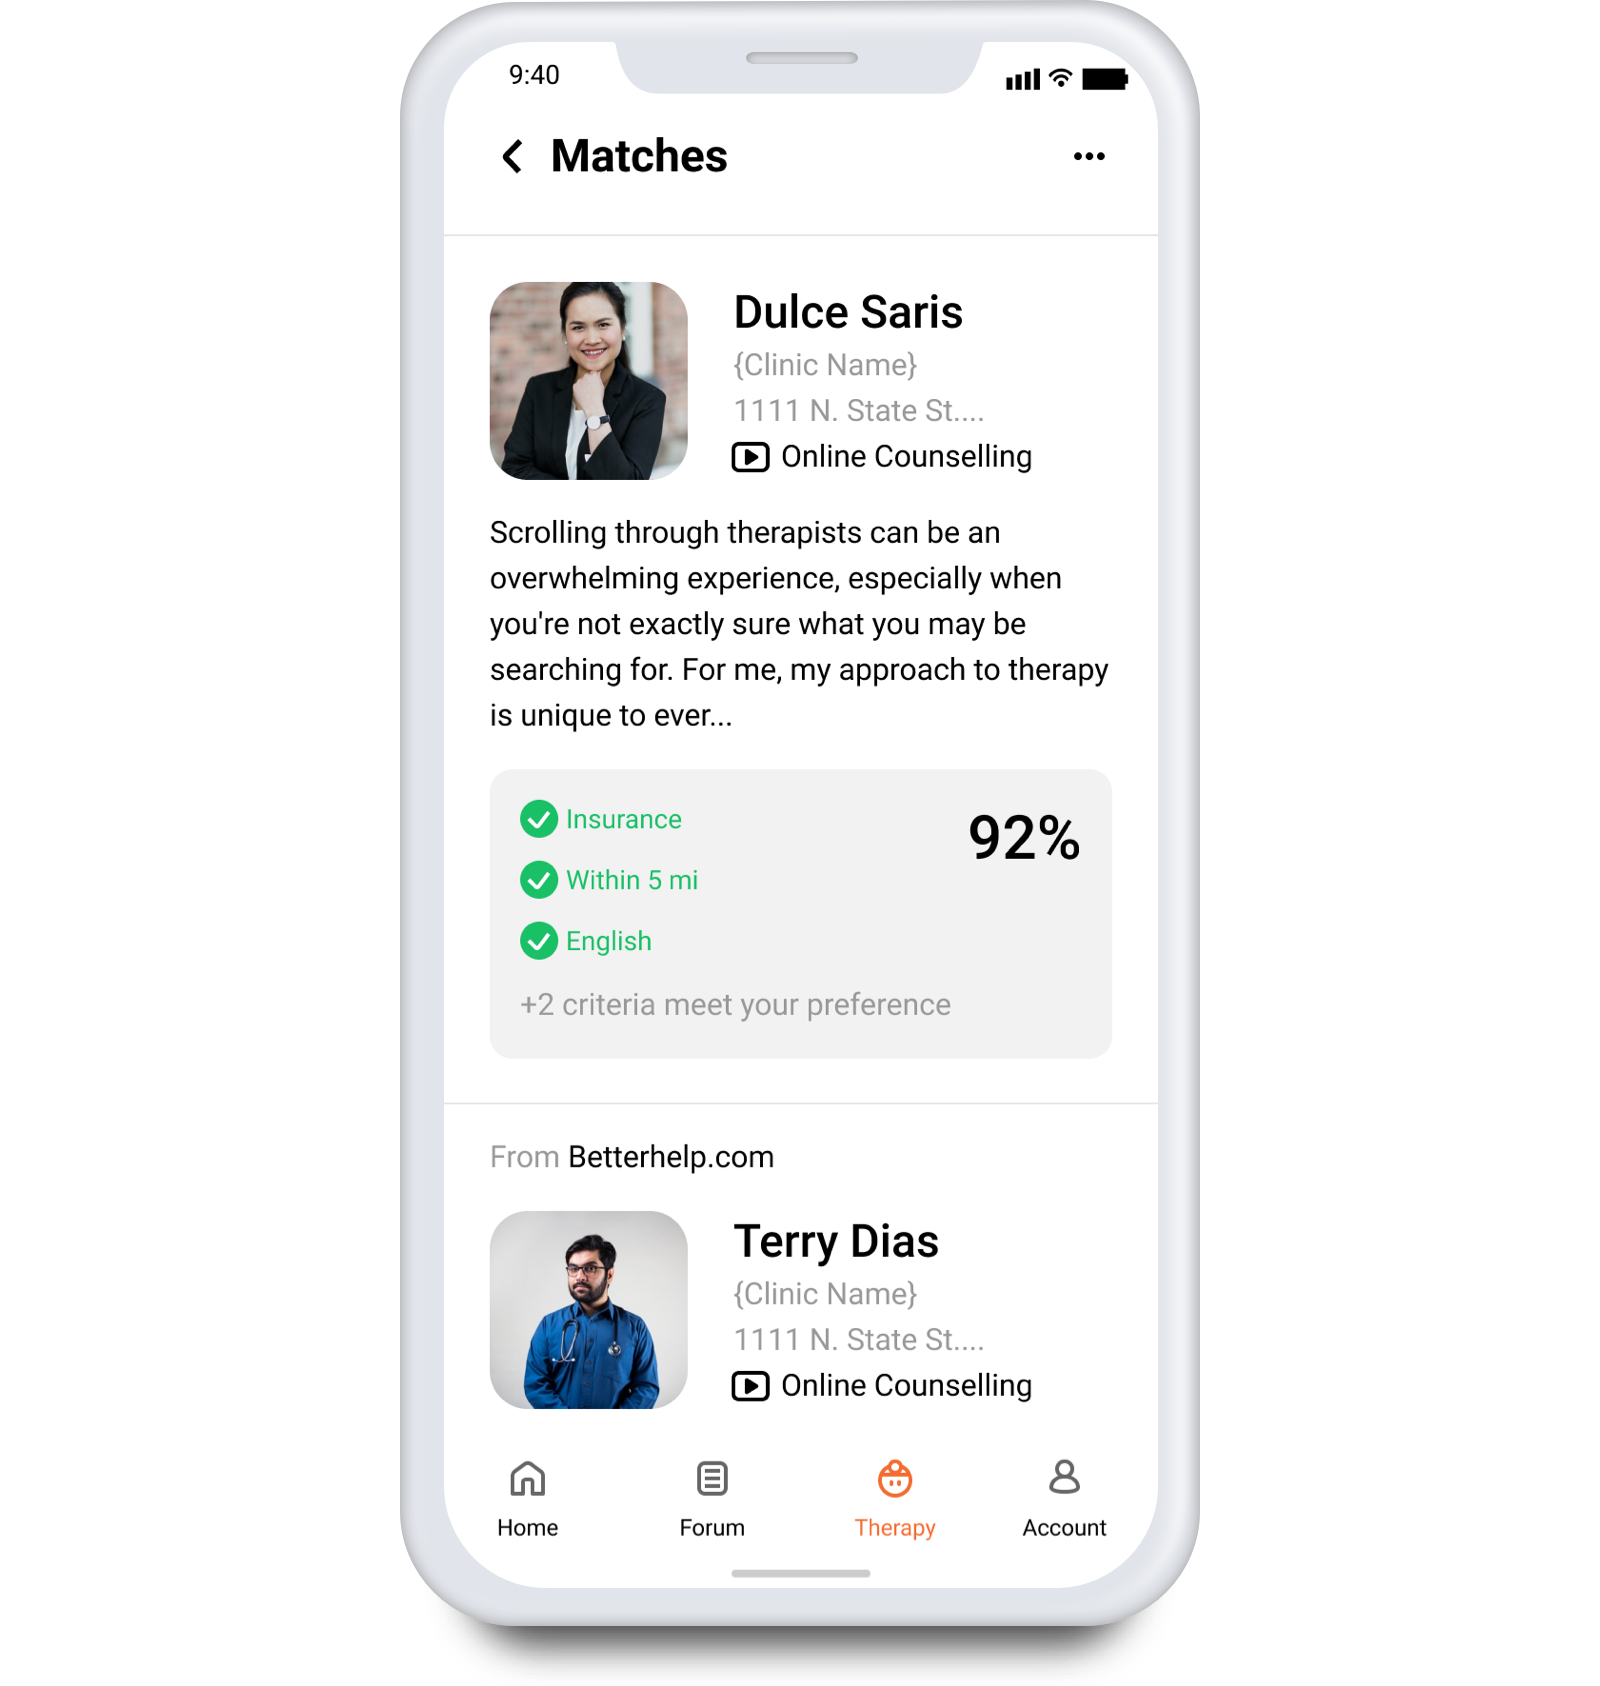 9:40
Matches
Dulce Saris
{Clinic Name}
1111 N. State St....
Online Counselling
Scrolling through therapists can be an
overwhelming experience, especially when
you're not exactly sure what you may be
searching for. For me, my approach to therapy
is unique to ever...
Insurance
92%
Within 5 mi
English
+2 criteria meet your preference
From Betterhelp.com
Terry Dias
{Clinic Name}
1111 N. State St....
Online Counselling
Home
Forum
Therapy
Account